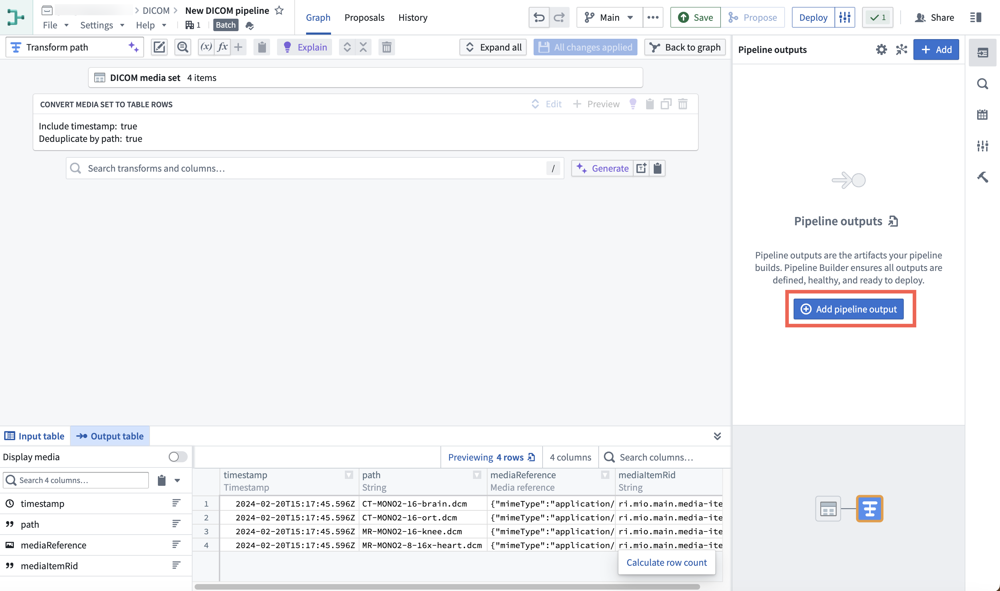 DICOM
New DICOM pipeline
File
Settings
Help
1
Batch
Graph
Proposals
History
Main
Save
Propose
Deploy
1
Share
Transform path
(x)
fx
Explain
Expand all
All changes applied
Back to graph
Pipeline outputs
Add
DICOM media set 4 items
CONVERT MEDIA SET TO TABLE ROWS
Edit
Preview
Include timestamp: true
Deduplicate by path: true
Search transforms and columns…
/
Generate
T
Pipeline outputs
Pipeline outputs are the artifacts your pipeline
builds. Pipeline Builder ensures all outputs are
defined, healthy, and ready to deploy.
Add pipeline output
Input table
Output table
Display media
Previewing 4 rows
4 columns
Search columns…
Search 4 columns…
timestamp
path
mediaReference
mediaItemRid
timestamp path mediaReference mediaItemRid
Timestamp String Media reference String
1 2024-02-20T15:17:45.596Z CT-MONO2-16-brain.dcm {"mimeType":"application/ ri.mio.main.media-ite
2 2024-02-20T15:17:45.596Z CT-MONO2-16-ort.dcm {"mimeType":"application/ ri.mio.main.media-ite
3 2024-02-20T15:17:45.596Z MR-MONO2-16-knee.dcm {"mimeType":"application/ ri.mio.main.media-ite
4 2024-02-20T15:17:45.596Z MR-MONO2-8-16x-heart.dcm {"mimeType":"application/ ri.mio.main.media-ite
Calculate row count